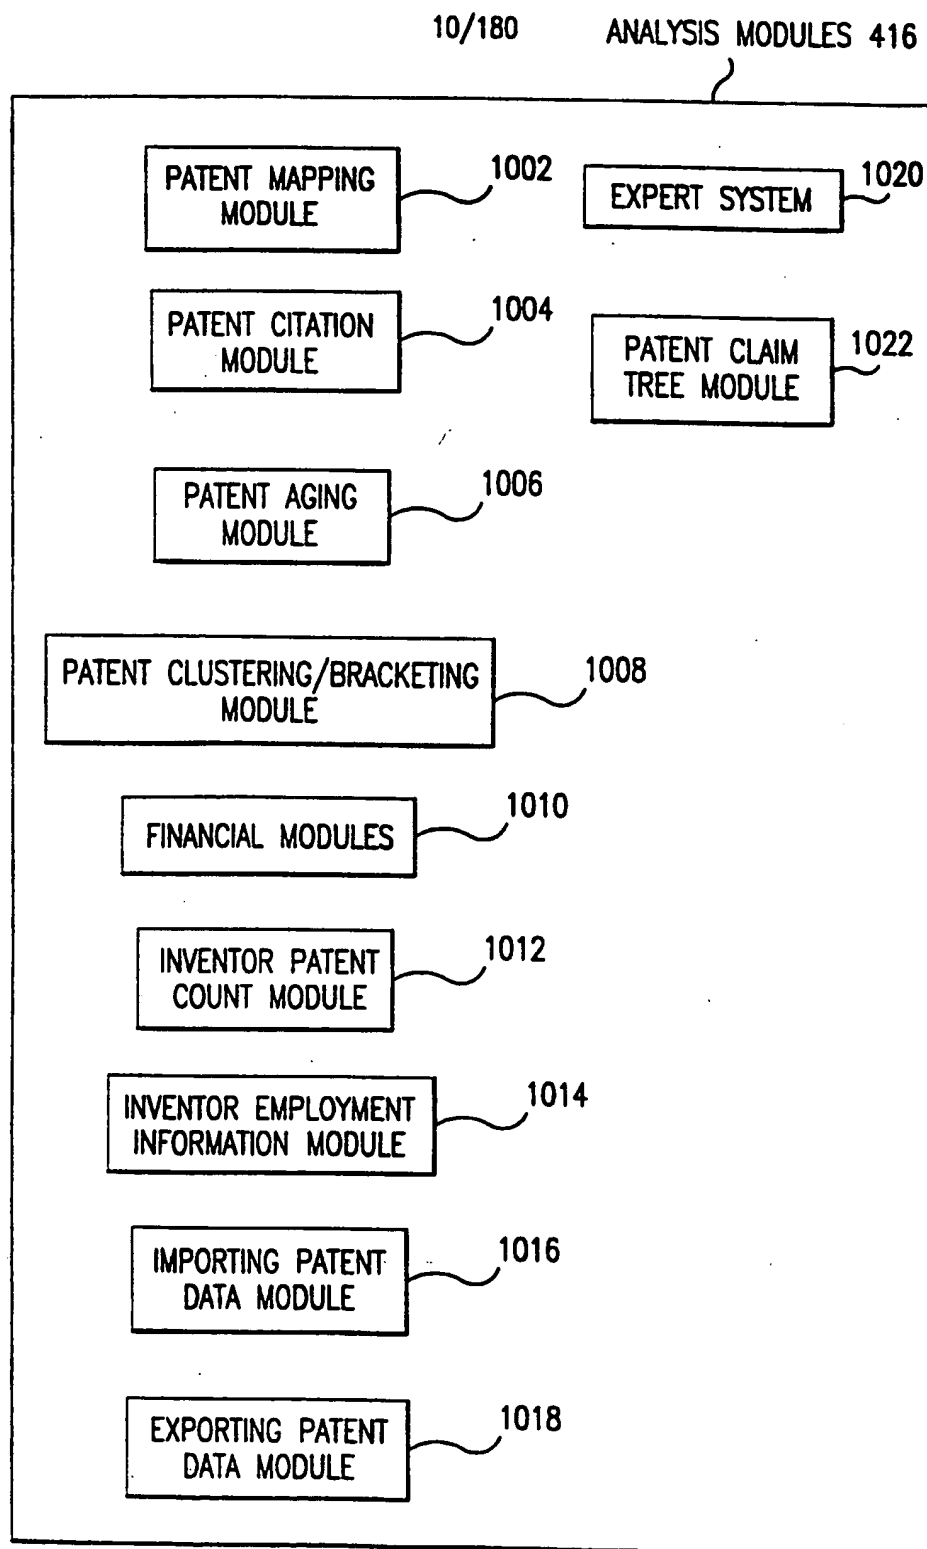 10/180
ANALYSIS MODULES 416
PATENT MAPPING
MODULE
1002
EXPERT SYSTEM
1020
PATENT CITATION
MODULE
1004
PATENT CLAIM
TREE MODULE
1022
PATENT AGING
MODULE
1006
PATENT CLUSTERING/BRACKETING
MODULE
1008
FINANCIAL MODULES
1010
INVENTOR PATENT
COUNT MODULE
1012
INVENTOR EMPLOYMENT
INFORMATION MODULE
1014
IMPORTING PATENT
DATA MODULE
1016
EXPORTING PATENT
DATA MODULE
1018